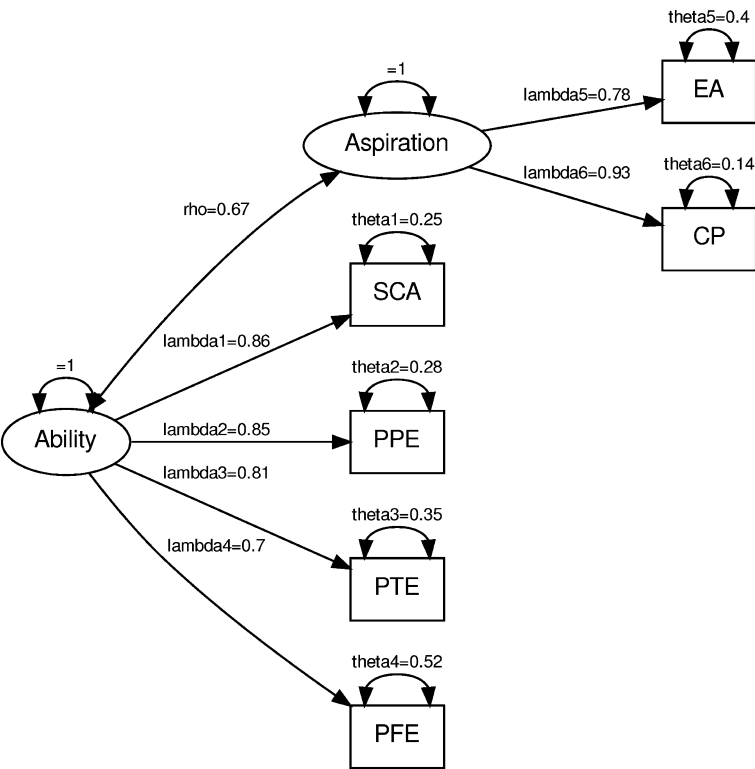 theta5=0.4
EA
=1
lambda5=0.78
Aspiration
theta6=0.14
lambda6=0.93
CP
rho=0.67
theta1=0.25
SCA
lambda1=0.86
=1
theta2=0.28
lambda2=0.85
PPE
Ability
lambda3=0.81
theta3=0.35
lambda4=0.7
PTE
theta4=0.52
PFE